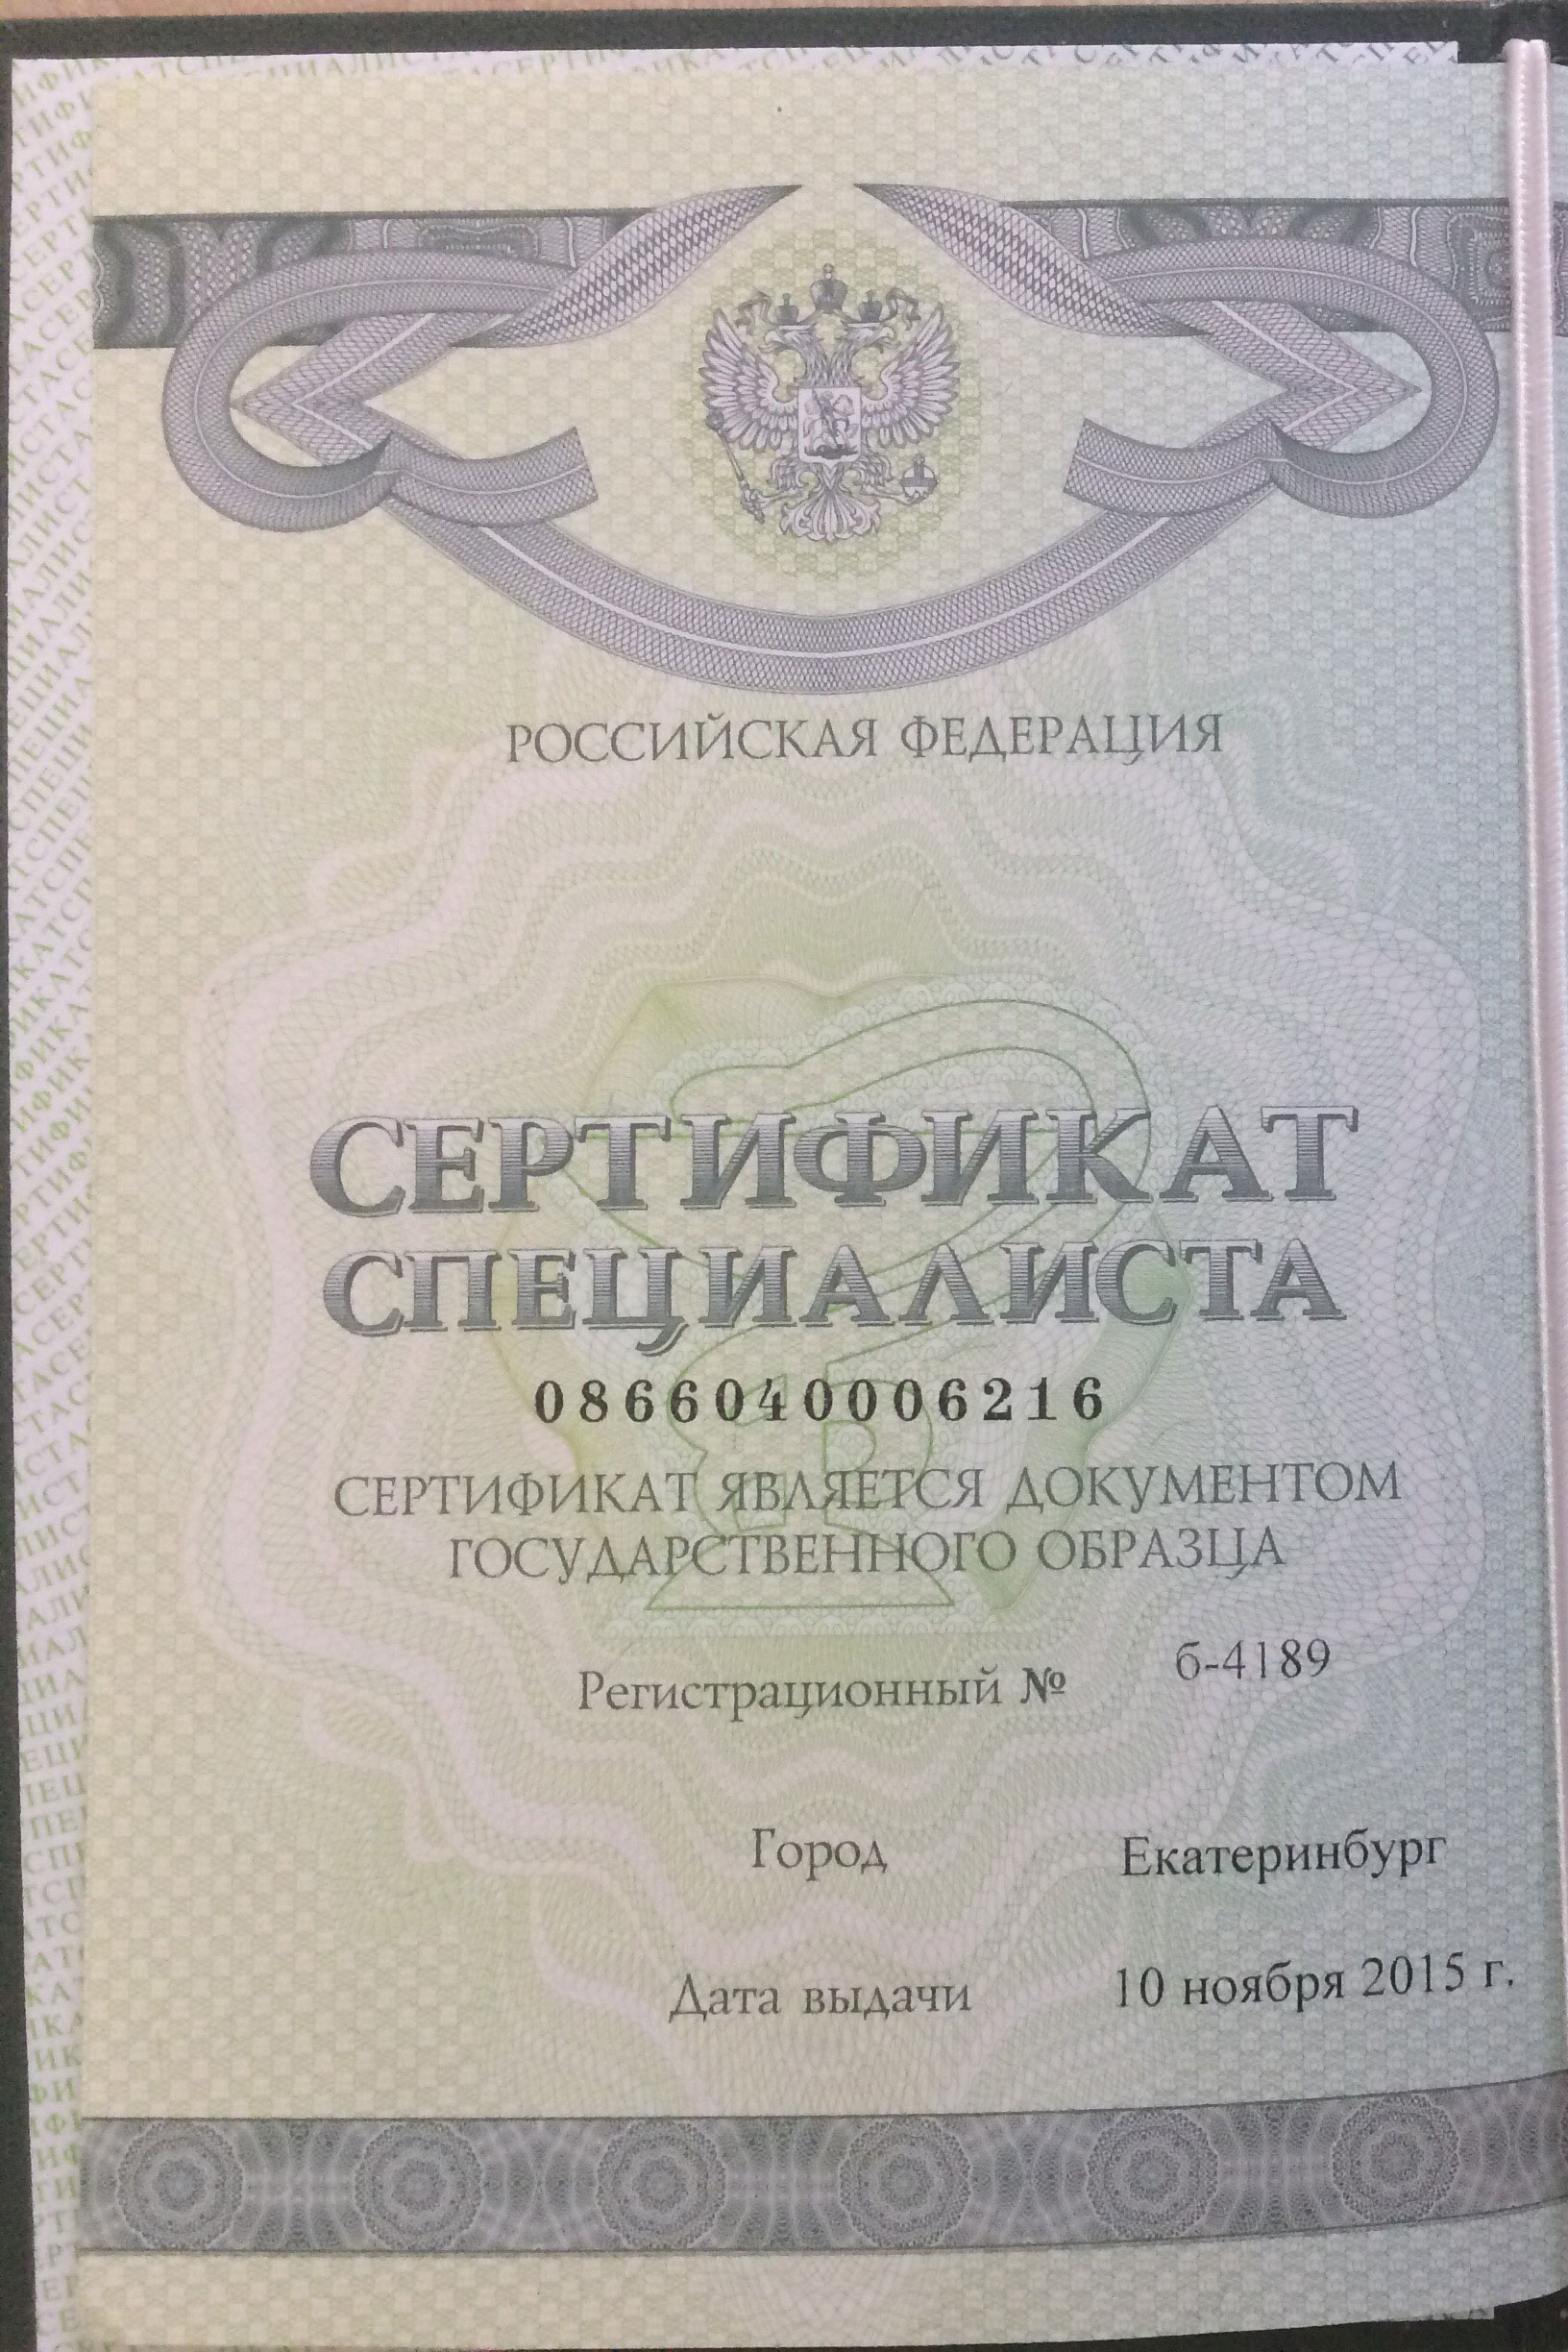 РОССИЙСКАЯ ФЕДЕРАЦИЯ
СЕРТИФИКАТ
СПЕЦИАЛИСТА
0866040006216
СЕРТИФИКАТ ЯВЛЯЕТСЯ ДОКУМЕНТОМ
ГОСУДАРСТВЕННОГО ОБРАЗЦА
Регистрационный № б-4189
Город Екатеринбург
Дата выдачи 10 ноября 2015 г.